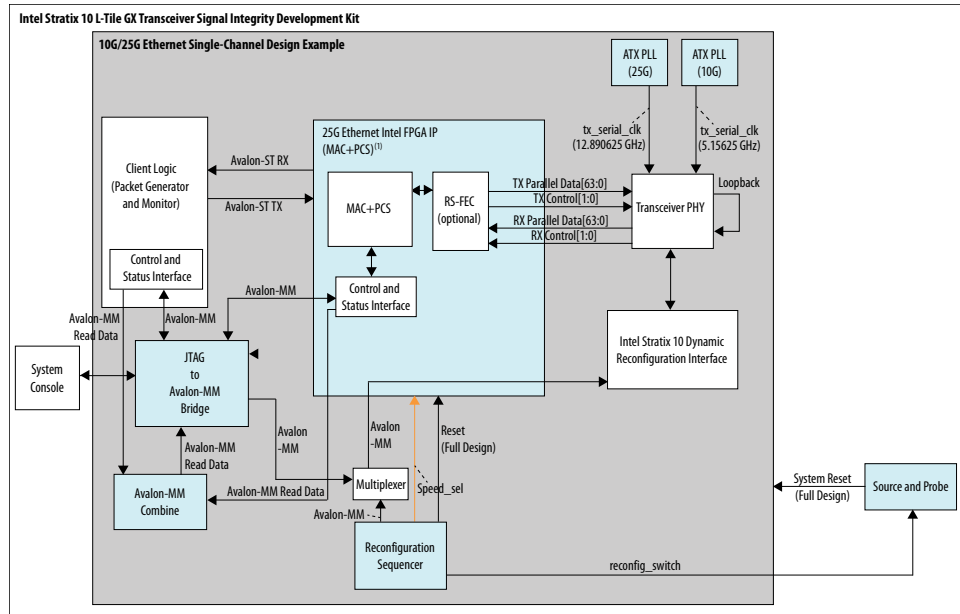 Intel Stratix 10 L-Tile GX Transceiver Signal Integrity Development Kit
10G/25G Ethernet Single-Channel Design Example
ATX PLL
(25G)
ATX PLL
(10G)
tx_serial_clk
(12.890625 GHz)
tx_serial_clk
(5.15625 GHz)
Client Logic
(Packet Generator
and Monitor)
Control and
Status Interface
Avalon-ST RX
Avalon-ST TX
25G Ethernet Intel FPGA IP
(MAC+PCS)(1)
MAC+PCS
RS-FEC
(optional)
Control and
Status Interface
TX Parallel Data[63:0]
TX Control[1:0]
RX Parallel Data[63:0]
RX Control[1:0]
Transceiver PHY
Loopback
Intel Stratix 10 Dynamic
Reconfiguration Interface
Avalon-MM
Avalon-MM
Read Data
Avalon-MM
System
Console
JTAG
to
Avalon-MM
Bridge
Avalon-MM
Read Data
Avalon-MM
Combine
Avalon
-MM
Avalon-MM Read Data
Avalon
-MM
Multiplexer
Avalon-MM
Reset
(Full Design)
Speed_sel
Reconfiguration
Sequencer
reconfig_switch
System Reset
(Full Design)
Source and Probe